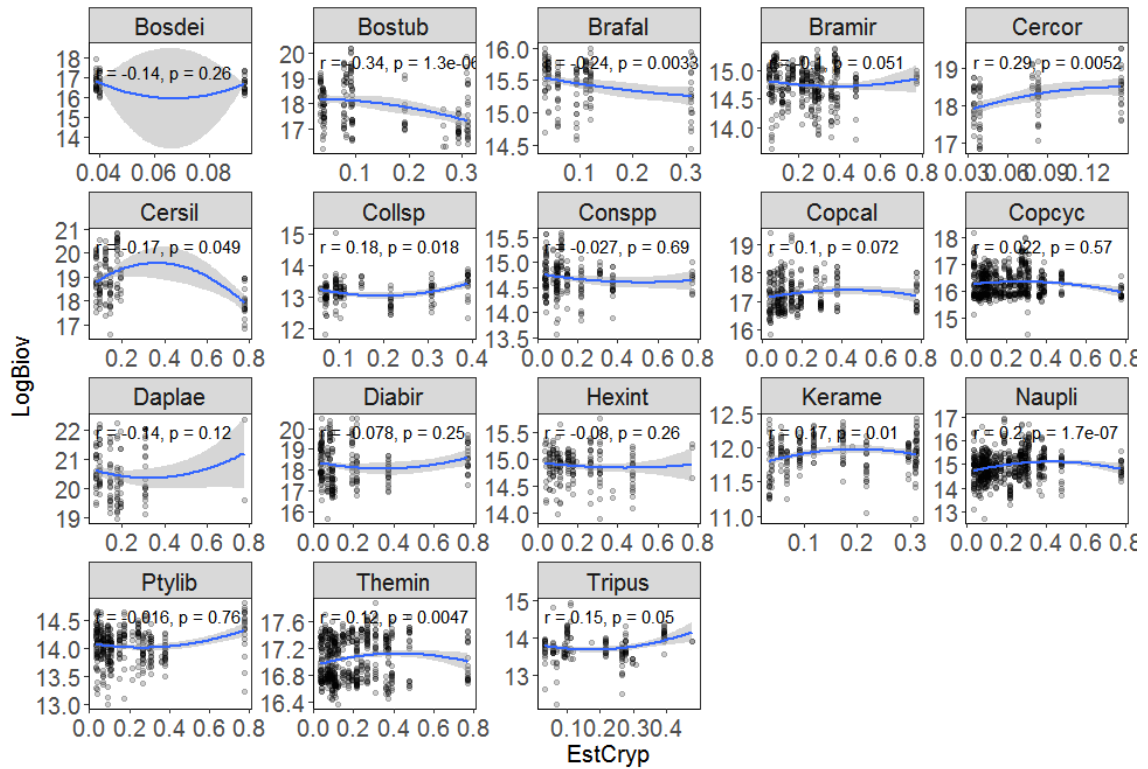 Bosdei
r = -0.14, p = 0.26
18
17
16
15
14
0.04 0.06 0.08
Bostub
r = -0.34, p = 1.3e-06
20
19
18
17
0.1 0.2 0.3
Brafal
r = -0.24, p = 0.0033
16.0
15.5
15.0
14.5
0.1 0.2 0.3
Bramir
p = 0.051
15.0
14.5
14.0
0.2 0.4 0.6 0.8
Cercor
r = 0.29, p = 0.0052
19
18
17
0.03 0.06 0.09 0.12
Cersil
r = -0.17, p = 0.049
21
20
19
18
17
0.2 0.4 0.6 0.8
Collsp
r = 0.18, p = 0.018
15
14
13
12
0.1 0.2 0.3 0.4
Conspp
r = -0.027, p = 0.69
15.5
15.0
14.5
14.0
13.5
0.0 0.2 0.4 0.6 0.8
Copcal
r = 0.1, p = 0.072
19
18
17
16
0.0 0.2 0.4 0.6 0.8
Copcyc
r = 0.022, p = 0.57
18
17
16
15
0.0 0.2 0.4 0.6 0.8
Daplae
r = -0.14, p = 0.12
22
21
20
19
0.2 0.4 0.6 0.8
Diabir
r = -0.078, p = 0.25
20
19
18
17
16
0.0 0.2 0.4 0.6 0.8
Hexint
r = -0.08, p = 0.26
15.5
15.0
14.5
14.0
0.0 0.2 0.4 0.6 0.8
Kerame
r = 0.17, p = 0.01
12.5
12.0
11.5
11.0
0.1 0.2 0.3
Naupli
r = 0.2, p = 1.7e-07
17
16
15
14
13
0.0 0.2 0.4 0.6 0.8
Ptylib
r = -0.016, p = 0.76
14.5
14.0
13.5
13.0
0.0 0.2 0.4 0.6 0.8
Themin
r = 0.12, p = 0.0047
17.6
17.2
16.8
16.4
0.0 0.2 0.4 0.6 0.8
Tripus
r = 0.15, p = 0.05
15
14
13
0.1 0.2 0.3 0.4
LogBiov
EstCryp